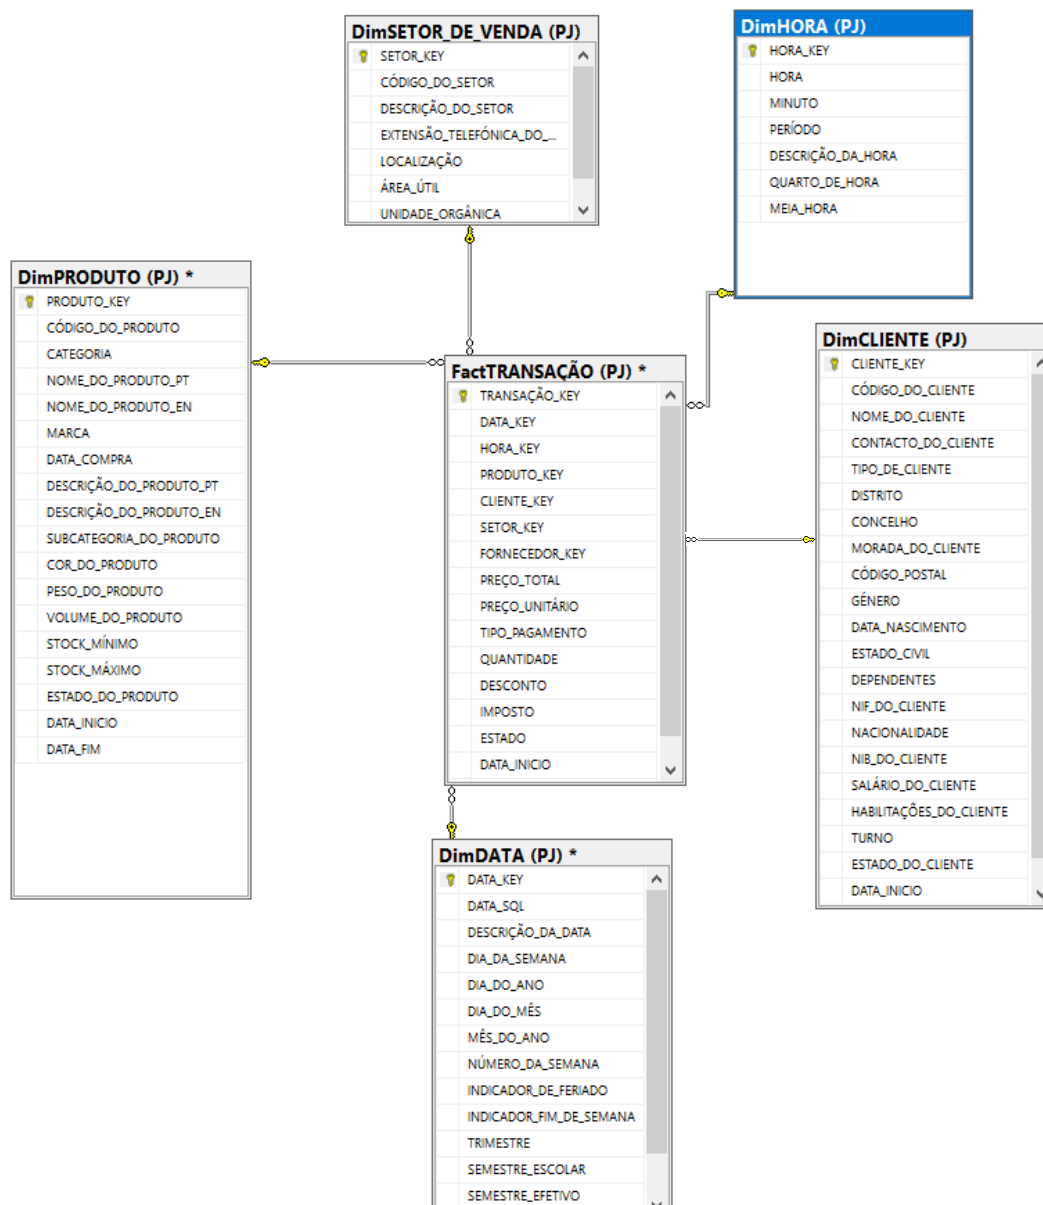 DimSETOR_DE_VENDA (PJ)
SETOR_KEY
CÓDIGO_DO_SETOR
DESCRIÇÃO_DO_SETOR
EXTENSÃO_TELEFÓNICA_DO_...
LOCALIZAÇÃO
ÁREA_ÚTIL
UNIDADE_ORGÂNICA
DimHORA (PJ)
HORA_KEY
HORA
MINUTO
PERÍODO
DESCRIÇÃO_DA_HORA
QUARTO_DE_HORA
MEIA_HORA
DimPRODUTO (PJ) *
PRODUTO_KEY
CÓDIGO_DO_PRODUTO
CATEGORIA
NOME_DO_PRODUTO_PT
NOME_DO_PRODUTO_EN
MARCA
DATA_COMPRA
DESCRIÇÃO_DO_PRODUTO_PT
DESCRIÇÃO_DO_PRODUTO_EN
SUBCATEGORIA_DO_PRODUTO
COR_DO_PRODUTO
PESO_DO_PRODUTO
VOLUME_DO_PRODUTO
STOCK_MÍNIMO
STOCK_MÁXIMO
ESTADO_DO_PRODUTO
DATA_INICIO
DATA_FIM
FactTRANSAÇÃO (PJ) *
TRANSAÇÃO_KEY
DATA_KEY
HORA_KEY
PRODUTO_KEY
CLIENTE_KEY
SETOR_KEY
FORNECEDOR_KEY
PREÇO_TOTAL
PREÇO_UNITÁRIO
TIPO_PAGAMENTO
QUANTIDADE
DESCONTO
IMPOSTO
ESTADO
DATA_INICIO
DimCLIENTE (PJ)
CLIENTE_KEY
CÓDIGO_DO_CLIENTE
NOME_DO_CLIENTE
CONTACTO_DO_CLIENTE
TIPO_DE_CLIENTE
DISTRITO
CONCELHO
MORADA_DO_CLIENTE
CÓDIGO_POSTAL
GÉNERO
DATA_NASCIMENTO
ESTADO_CIVIL
DEPENDENTES
NIF_DO_CLIENTE
NACIONALIDADE
NIB_DO_CLIENTE
SALÁRIO_DO_CLIENTE
HABILITAÇÕES_DO_CLIENTE
TURNO
ESTADO_DO_CLIENTE
DATA_INICIO
DimDATA (PJ) *
DATA_KEY
DATA_SQL
DESCRIÇÃO_DA_DATA
DIA_DA_SEMANA
DIA_DO_ANO
DIA_DO_MÊS
MÊS_DO_ANO
NÚMERO_DA_SEMANA
INDICADOR_DE_FERIADO
INDICADOR_FIM_DE_SEMANA
TRIMESTRE
SEMESTRE_ESCOLAR
SEMESTRE_EFETIVO